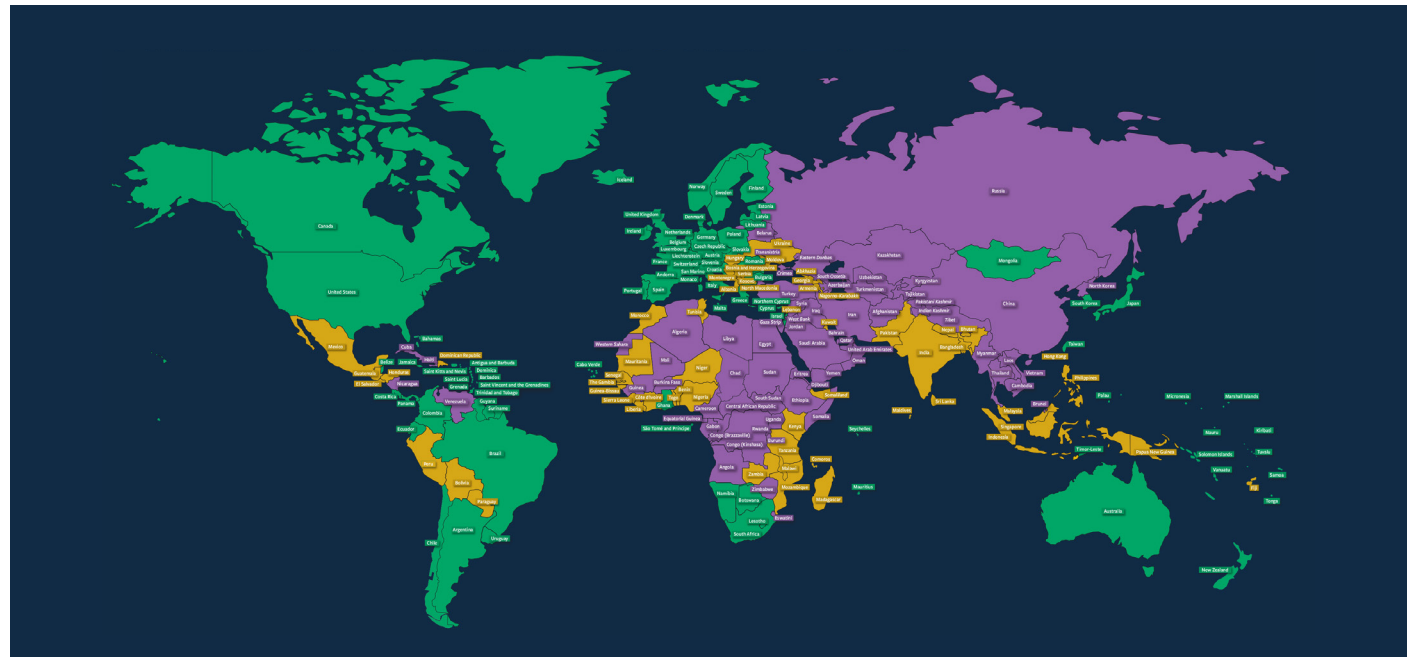 Canada
United States
Mexico
Bahamas
Cuba
Haiti
Dominican Republic
Belize
Jamaica
Guatemala
Honduras
El Salvador
Nicaragua
Costa Rica
Panama
Antigua and Barbuda
Saint Kitts and Nevis
Dominica
Saint Lucia
Barbados
Grenada
Saint Vincent and the Grenadines
Trinidad and Tobago
Venezuela
Guyana
Suriname
Colombia
Ecuador
Peru
Brazil
Bolivia
Paraguay
Argentina
Chile
Uruguay
Iceland
Norway
Sweden
Finland
Estonia
Latvia
Lithuania
United Kingdom
Denmark
Ireland
Netherlands
Germany
Poland
Belarus
Belgium
Czech Republic
Ukraine
Luxembourg
Slovakia
Transnistria
Liechtenstein
Austria
Hungary
Moldova
Eastern Donbas
France
Switzerland
Slovenia
Romania
San Marino
Croatia
Bosnia and Herzegovina
Crimea
Abkhazia
Andorra
Monaco
Serbia
Montenegro
Kosovo
Bulgaria
Georgia
South Ossetia
Portugal
Spain
Italy
Albania
North Macedonia
Armenia
Azerbaijan
Turkey
Nagorno-Karabakh
Greece
Northern Cyprus
Malta
Cyprus
Syria
Lebanon
Israel
West Bank
Gaza Strip
Jordan
Iraq
Iran
Kuwait
Bahrain
Qatar
Saudi Arabia
United Arab Emirates
Oman
Yemen
Russia
Kazakhstan
Mongolia
Uzbekistan
Kyrgyzstan
Turkmenistan
Tajikistan
Afghanistan
Pakistani Kashmir
Indian Kashmir
Tibet
China
North Korea
South Korea
Japan
Pakistan
Nepal
Bhutan
India
Bangladesh
Myanmar
Laos
Thailand
Vietnam
Cambodia
Taiwan
Hong Kong
Philippines
Sri Lanka
Maldives
Malaysia
Brunei
Singapore
Indonesia
Timor-Leste
Papua New Guinea
Palau
Micronesia
Marshall Islands
Nauru
Kiribati
Solomon Islands
Tuvalu
Vanuatu
Samoa
Fiji
Tonga
Australia
New Zealand
Morocco
Tunisia
Algeria
Libya
Egypt
Western Sahara
Cabo Verde
Mauritania
Mali
Niger
Chad
Sudan
Eritrea
Djibouti
Somaliland
Senegal
The Gambia
Guinea-Bissau
Guinea
Sierra Leone
Liberia
Burkina Faso
Côte d'Ivoire
Ghana
Togo
Benin
Nigeria
Cameroon
Central African Republic
South Sudan
Ethiopia
Somalia
Equatorial Guinea
São Tomé and Príncipe
Gabon
Congo (Brazzaville)
Congo (Kinshasa)
Uganda
Rwanda
Burundi
Kenya
Tanzania
Seychelles
Comoros
Angola
Zambia
Malawi
Mozambique
Madagascar
Mauritius
Zimbabwe
Namibia
Botswana
Eswatini
Lesotho
South Africa